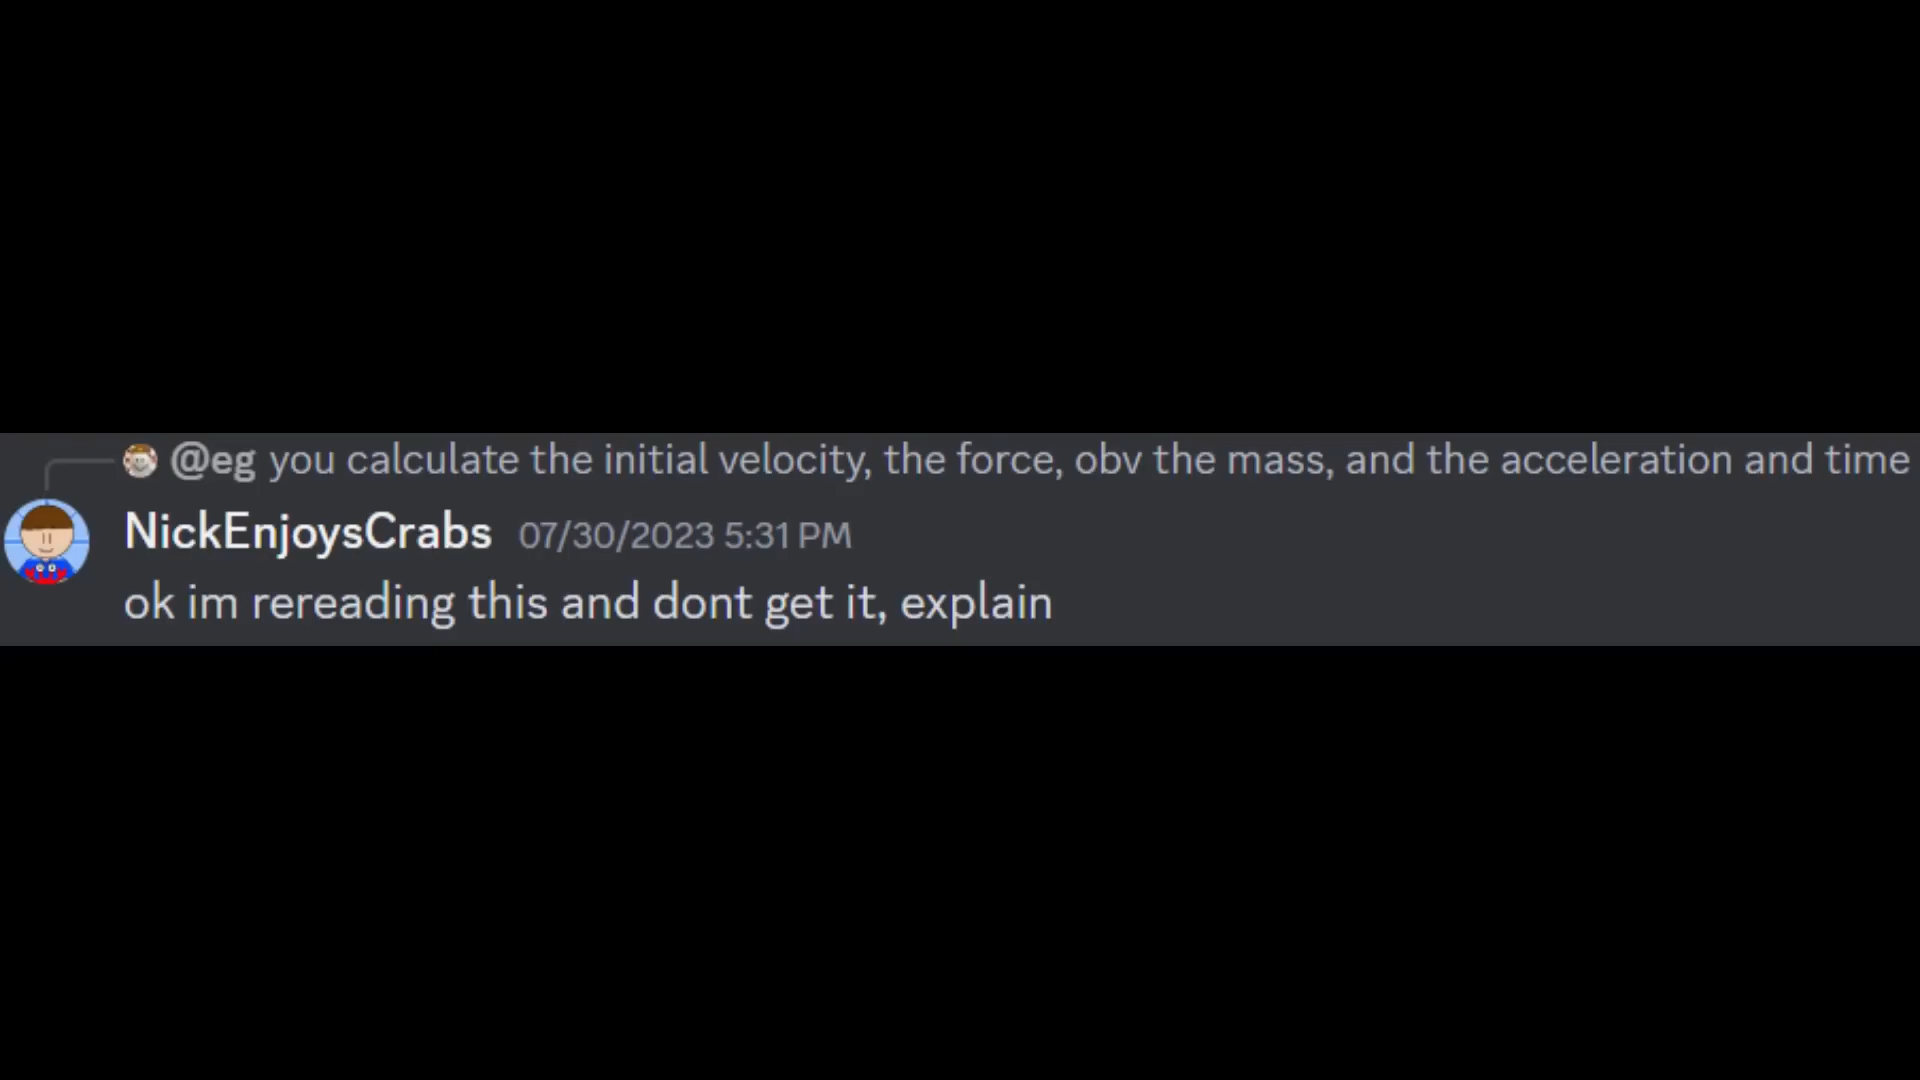 @eg you calculate the initial velocity, the force, obv the mass, and the acceleration and time
NickEnjoysCrabs 07/30/2023 5:31 PM
ok im rereading this and dont get it, explain